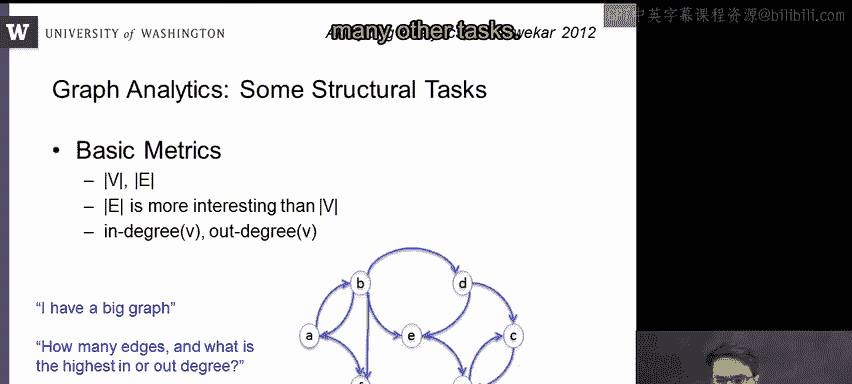 many other tasks.
中英字幕课程资源@bilibili.com
W UNIVERSITY of WASHINGTON
wekar 2012
Graph Analytics: Some Structural Tasks
• Basic Metrics
– |V|, |E|
– |E| is more interesting than |V|
– in-degree(v), out-degree(v)
b
d
"I have a big graph"
a
e
c
"How many edges, and what is
the highest in or out degree?"
f